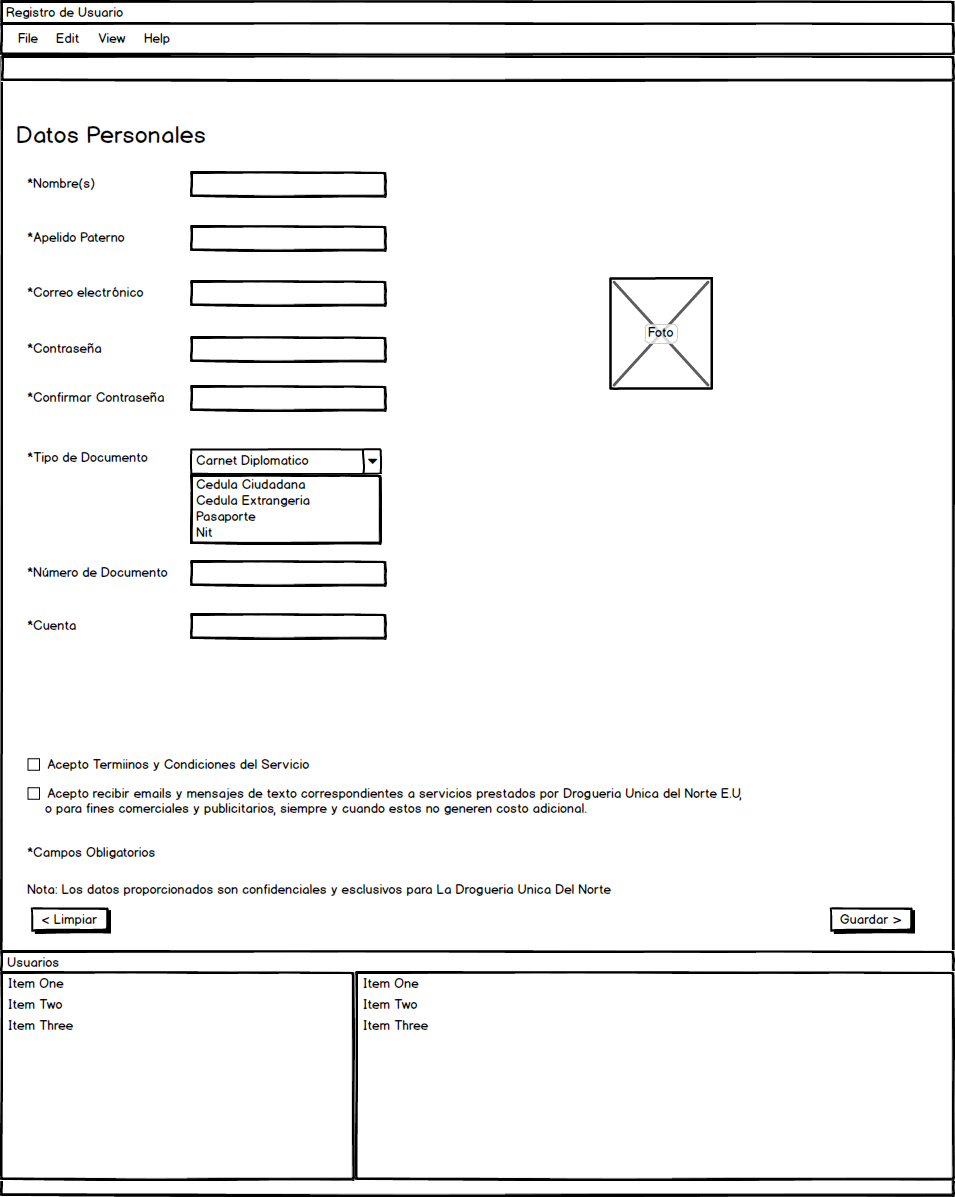 Registro de Usuario
File Edit View Help
Datos Personales
*Nombre(s)
*Apelido Paterno
*Correo electrónico
Foto
*Contraseña
*Confirmar Contraseña
*Tipo de Documento
Carnet Diplomatico
Cedula Ciudadana
Cedula Extrangeria
Pasaporte
Nit
*Número de Documento
*Cuenta
Acepto Termiinos y Condiciones del Servicio
Acepto recibir emails y mensajes de texto correspondientes a servicios prestados por Drogueria Unica del Norte E.U,
o para fines comerciales y publicitarios, siempre y cuando estos no generen costo adicional.
*Campos Obligatorios
Nota: Los datos proporcionados son confidenciales y esclusivos para La Drogueria Unica Del Norte
< Limpiar
Guardar >
Usuarios
Item One
Item Two
Item Three
Item One
Item Two
Item Three